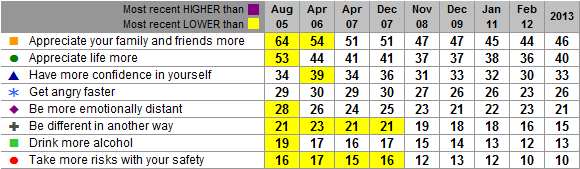 Most recent HIGHER than Aug Apr Apr Dec Nov Dec Jan Feb 2013
Most recent LOWER than 05 06 07 07 08 09 11 12
Appreciate your family and friends more 64 54 51 51 47 47 45 44 46
Appreciate life more 53 44 41 41 37 37 38 36 40
Have more confidence in yourself 34 39 34 36 31 33 32 30 33
Get angry faster 29 30 29 30 27 26 26 23 26
Be more emotionally distant 28 26 24 25 23 21 22 23 21
Be different in another way 21 23 21 21 19 18 18 16 15
Drink more alcohol 19 17 16 17 15 14 13 12 13
Take more risks with your safety 16 17 15 16 12 13 12 10 10